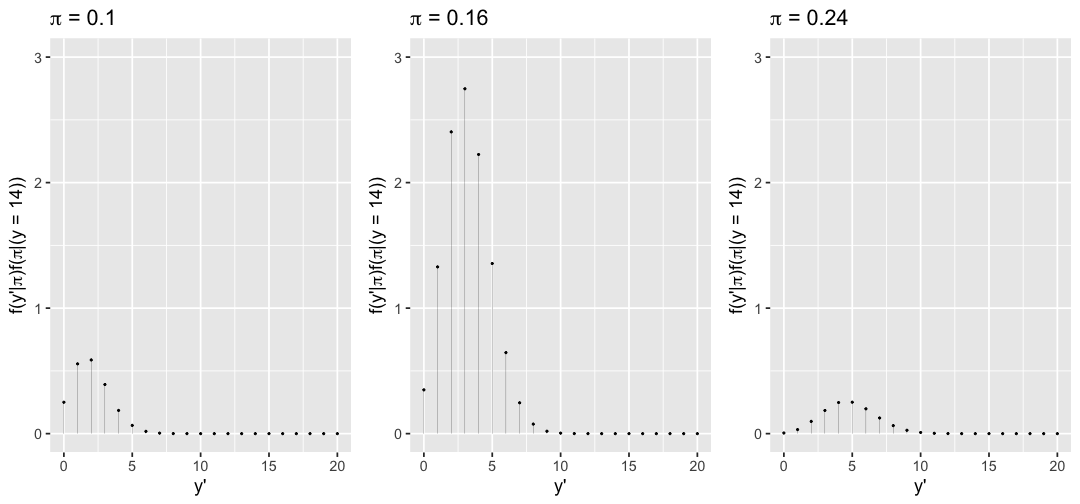 π = 0.1
3
2
1
0
f(y'|π)f(π|(y = 14))
0 5 10 15 20
y'
π = 0.16
3
2
1
0
f(y'|π)f(π|(y = 14))
0 5 10 15 20
y'
π = 0.24
3
2
1
0
f(y'|π)f(π|(y = 14))
0 5 10 15 20
y'